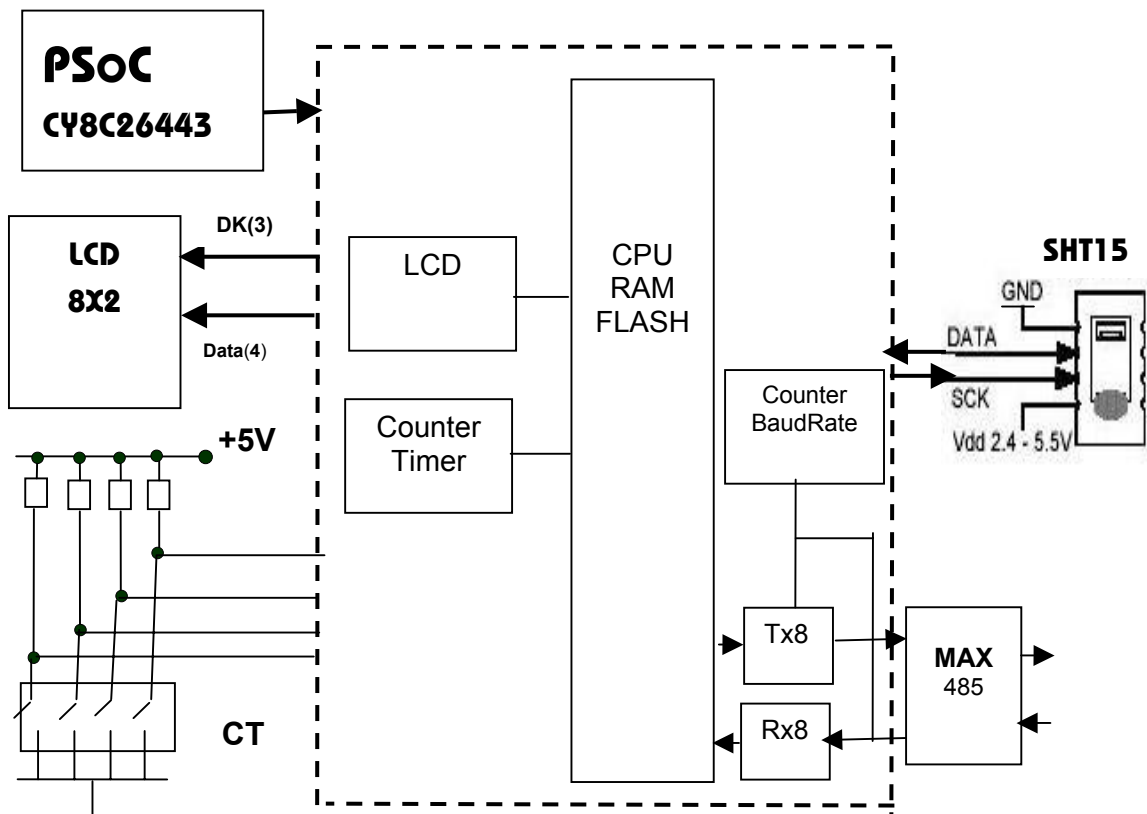 PSoC
CY8C26443
LCD
8X2
DK(3)
Data(4)
LCD
CPU
RAM
FLASH
Counter
Timer
Counter
BaudRate
SHT15
GND
DATA
SCK
Vdd 2.4 - 5.5V
+5V
CT
Tx8
Rx8
MAX
485